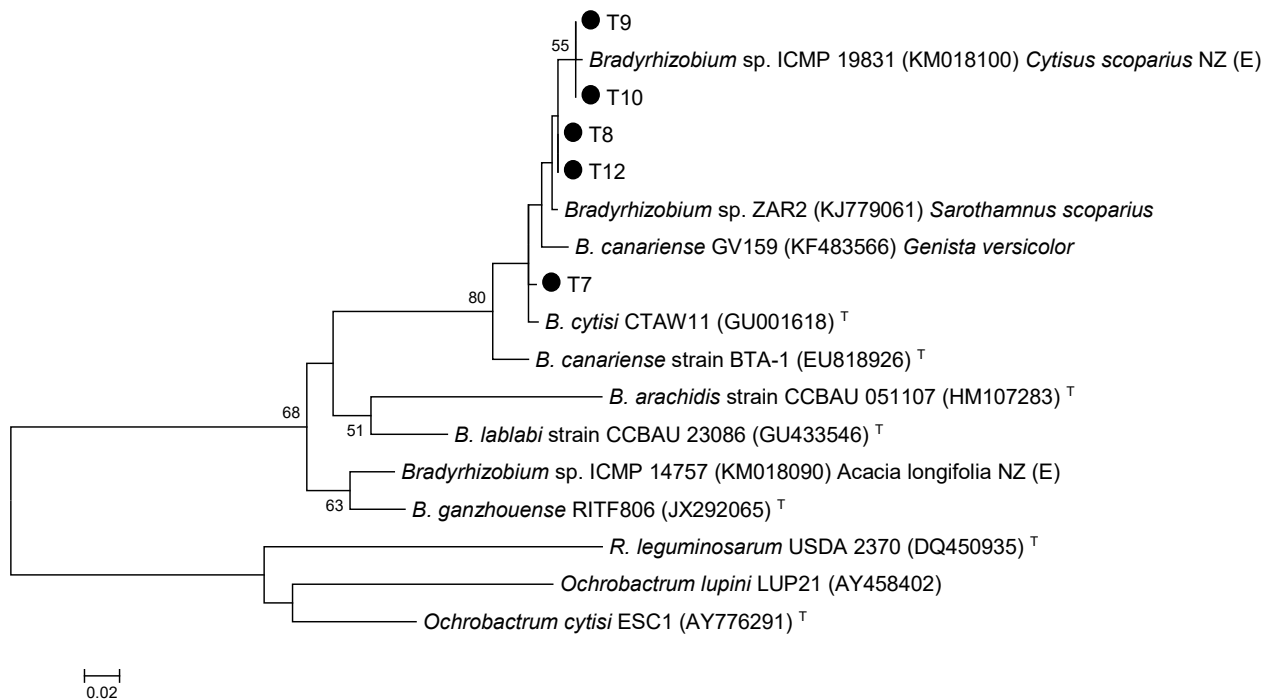 T9
55
Bradyrhizobium sp. ICMP 19831 (KM018100) Cytisus scoparius NZ (E)
T10
T8
T12
Bradyrhizobium sp. ZAR2 (KJ779061) Sarothamnus scoparius
B. canariense GV159 (KF483566) Genista versicolor
T7
80
B. cytisi CTAW11 (GU001618) T
B. canariense strain BTA-1 (EU818926) T
B. arachidis strain CCBAU 051107 (HM107283) T
68
51
B. lablabi strain CCBAU 23086 (GU433546) T
Bradyrhizobium sp. ICMP 14757 (KM018090) Acacia longifolia NZ (E)
63
B. ganzhouense RITF806 (JX292065) T
R. leguminosarum USDA 2370 (DQ450935) T
Ochrobactrum lupini LUP21 (AY458402)
Ochrobactrum cytisi ESC1 (AY776291) T
0.02